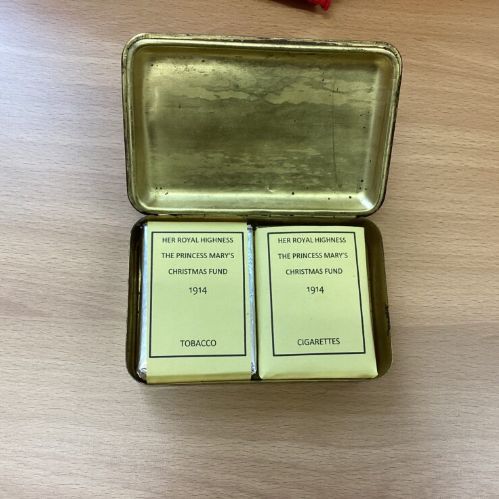 HER ROYAL HIGHNESS
THE PRINCESS MARY'S
CHRISTMAS FUND
1914
TOBACCO
HER ROYAL HIGHNESS
THE PRINCESS MARY'S
CHRISTMAS FUND
1914
CIGARETTES